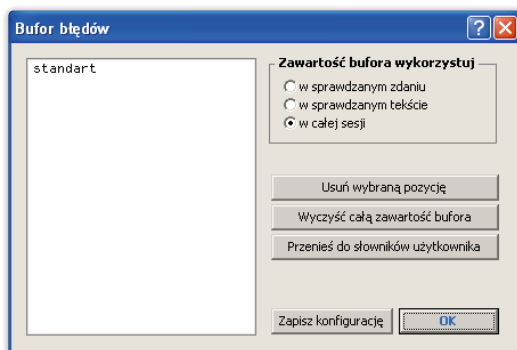 Bufor błędów
standart
Zawartość bufora wykorzystuj
w sprawdzanym zdaniu
w sprawdzanym tekście
w całej sesji
Usuń wybraną pozycję
Wyczyść całą zawartość bufora
Przenieś do słowników użytkownika
Zapisz konfigurację
OK